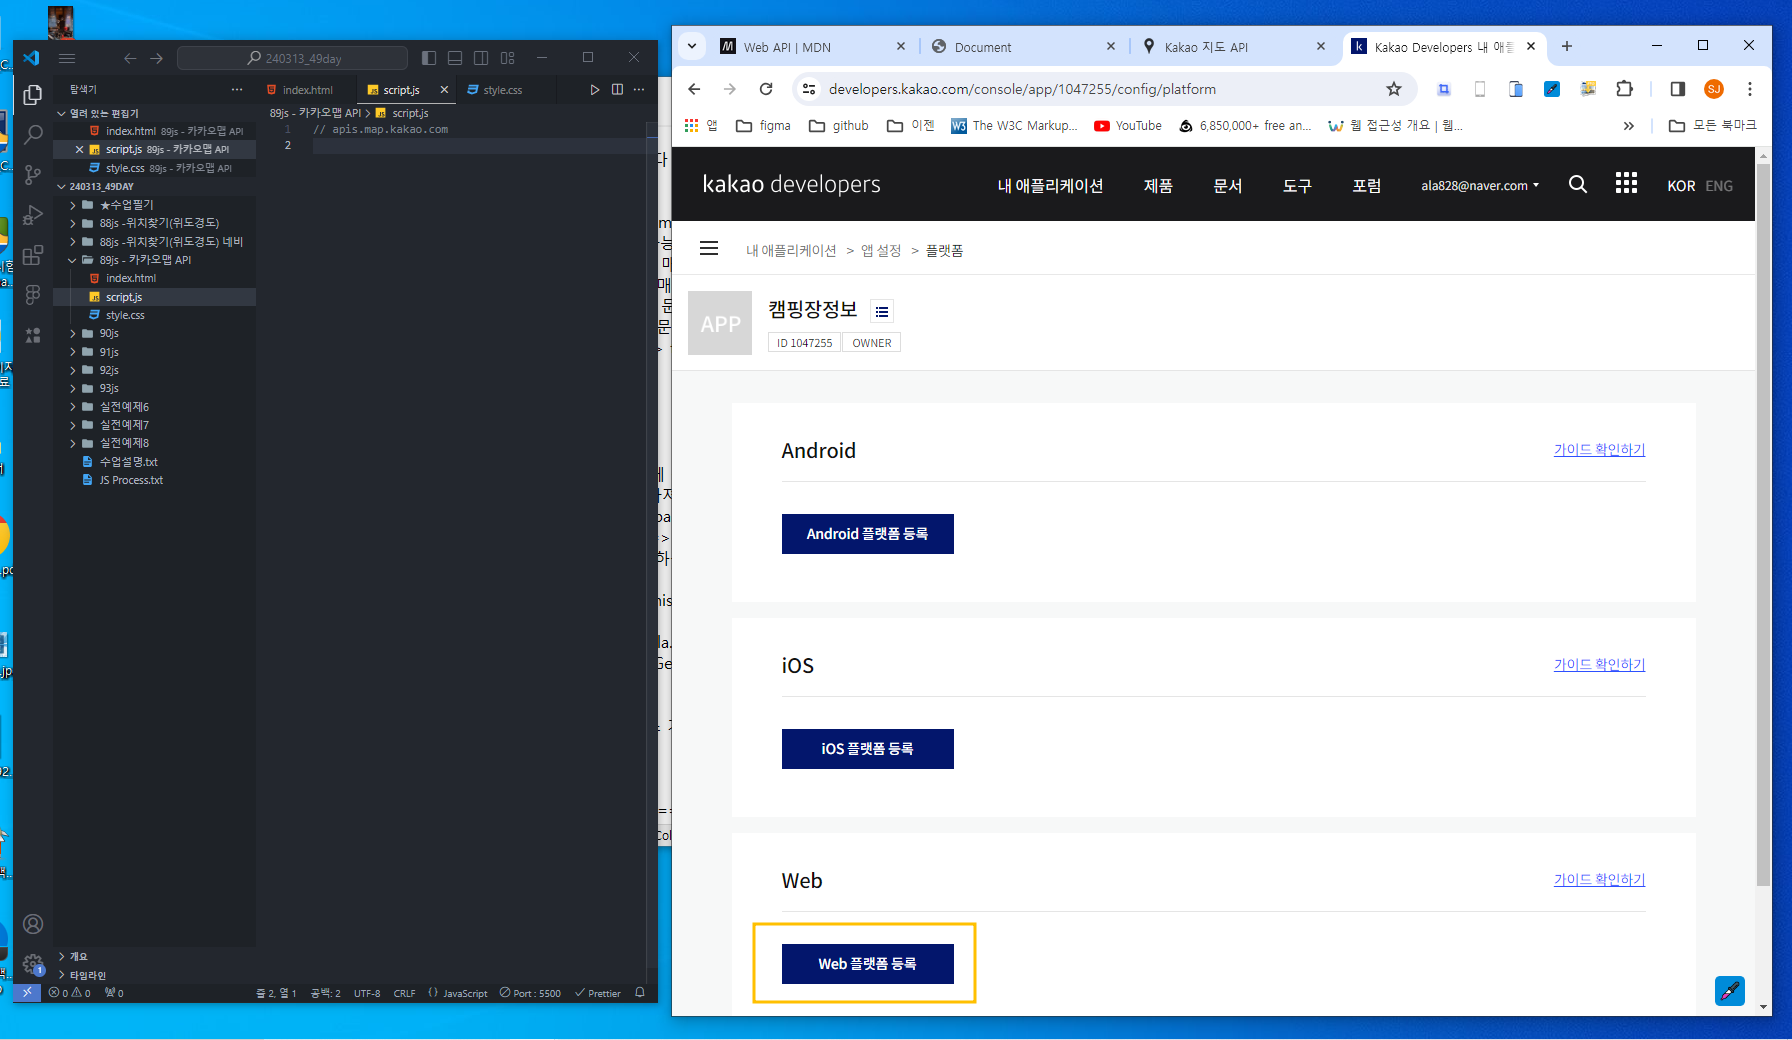 240313_49day
탐색기
index.html
script.js
style.css
열려 있는 편집기
index.html 89js - 카카오맵 API
script.js 89js - 카카오맵 API
style.css 89js - 카카오맵 API
240313_49DAY
★수업필기
88js -위치찾기(위도경도)
88js -위치찾기(위도경도) 네비
89js - 카카오맵 API
index.html
script.js
style.css
90js
91js
92js
93js
실전예제6
실전예제7
실전예제8
수업설명.txt
JS Process.txt
개요
타임라인
89js - 카카오맵 API > script.js
1 // apis.map.kakao.com
2
0 0 0
줄 2, 열 1 공백: 2 UTF-8 CRLF {} JavaScript Port : 5500 Prettier
Web API | MDN
Document
Kakao 지도 API
Kakao Developers 내 애플
developers.kakao.com/console/app/1047255/config/platform
SJ
앱
figma
github
이젠
The W3C Markup...
YouTube
6,850,000+ free an...
웹 접근성 개요 | 웹...
모든 북마크
kakao developers
내 애플리케이션
제품
문서
도구
포럼
ala828@naver.com
KOR ENG
내 애플리케이션 > 앱 설정 > 플랫폼
APP
캠핑장정보
ID 1047255
OWNER
Android
가이드 확인하기
Android 플랫폼 등록
iOS
가이드 확인하기
iOS 플랫폼 등록
Web
가이드 확인하기
Web 플랫폼 등록